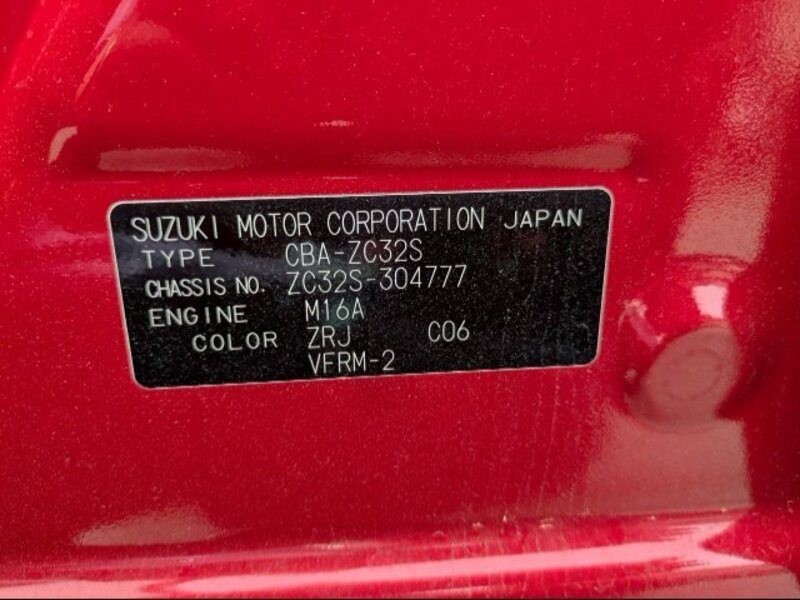 SUZUKI MOTOR CORPORATION JAPAN
TYPE CBA-ZC32S
CHASSIS NO. ZC32S-304777
ENGINE M16A
COLOR ZRJ C06
VFRM-2